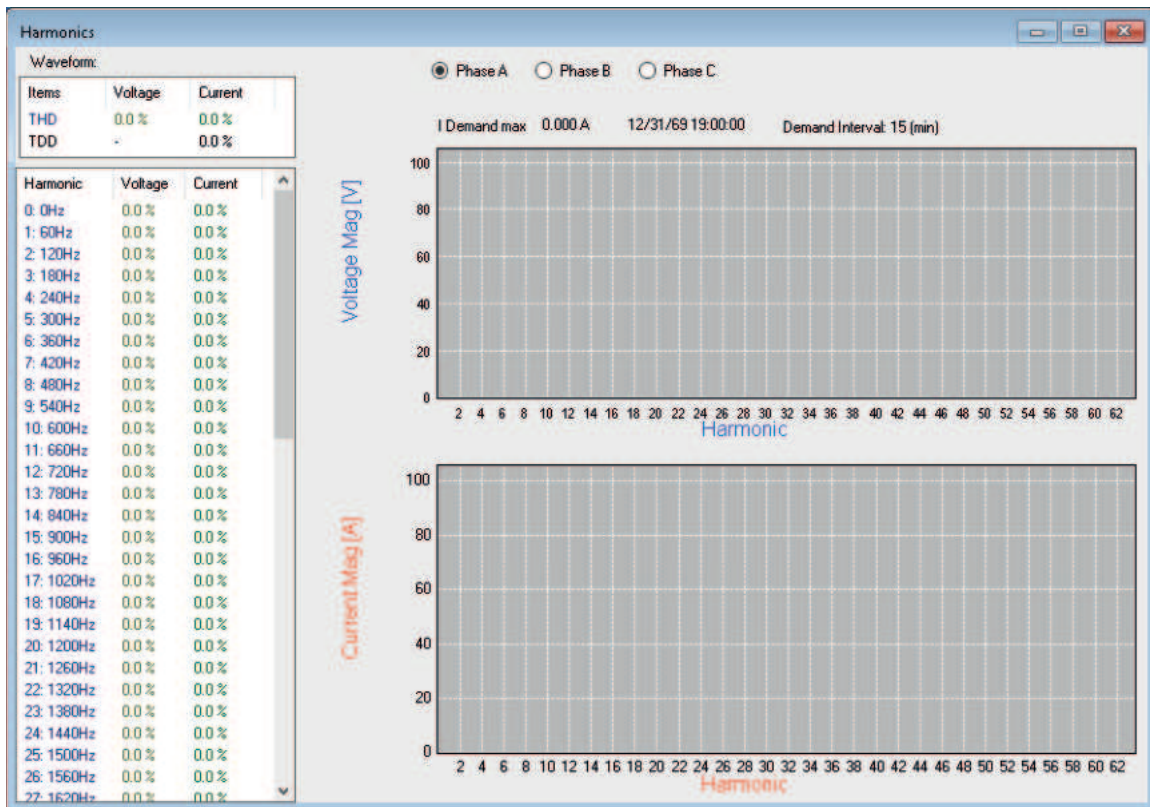 Harmonics
Waveform:
Items Voltage Current
THD 0.0 % 0.0 %
TDD - 0.0 %
Harmonic Voltage Current
0: 0Hz 0.0 % 0.0 %
1: 60Hz 0.0 % 0.0 %
2: 120Hz 0.0 % 0.0 %
3: 180Hz 0.0 % 0.0 %
4: 240Hz 0.0 % 0.0 %
5: 300Hz 0.0 % 0.0 %
6: 360Hz 0.0 % 0.0 %
7: 420Hz 0.0 % 0.0 %
8: 480Hz 0.0 % 0.0 %
9: 540Hz 0.0 % 0.0 %
10: 600Hz 0.0 % 0.0 %
11: 660Hz 0.0 % 0.0 %
12: 720Hz 0.0 % 0.0 %
13: 780Hz 0.0 % 0.0 %
14: 840Hz 0.0 % 0.0 %
15: 900Hz 0.0 % 0.0 %
16: 960Hz 0.0 % 0.0 %
17: 1020Hz 0.0 % 0.0 %
18: 1080Hz 0.0 % 0.0 %
19: 1140Hz 0.0 % 0.0 %
20: 1200Hz 0.0 % 0.0 %
21: 1260Hz 0.0 % 0.0 %
22: 1320Hz 0.0 % 0.0 %
23: 1380Hz 0.0 % 0.0 %
24: 1440Hz 0.0 % 0.0 %
25: 1500Hz 0.0 % 0.0 %
26: 1560Hz 0.0 % 0.0 %
27: 1620Hz 0.0 % 0.0 %
Phase A Phase B Phase C
I Demand max 0.000 A 12/31/69 19:00:00 Demand Interval: 15 (min)
Voltage Mag [V]
100
80
60
40
20
0
2 4 6 8 10 12 14 16 18 20 22 24 26 28 30 32 34 36 38 40 42 44 46 48 50 52 54 56 58 60 62
Harmonic
Current Mag [A]
100
80
60
40
20
0
2 4 6 8 10 12 14 16 18 20 22 24 26 28 30 32 34 36 38 40 42 44 46 48 50 52 54 56 58 60 62
Harmonic